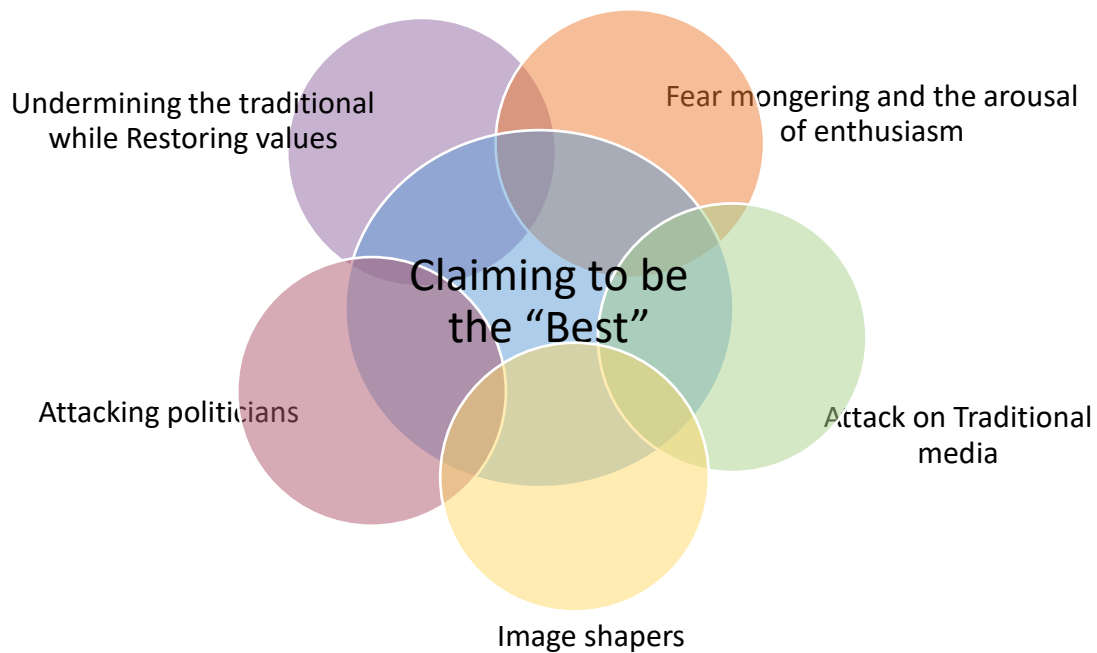 Undermining the traditional
while Restoring values
Fear mongering and the arousal
of enthusiasm
Claiming to be
the “Best”
Attacking politicians
Attack on Traditional
media
Image shapers